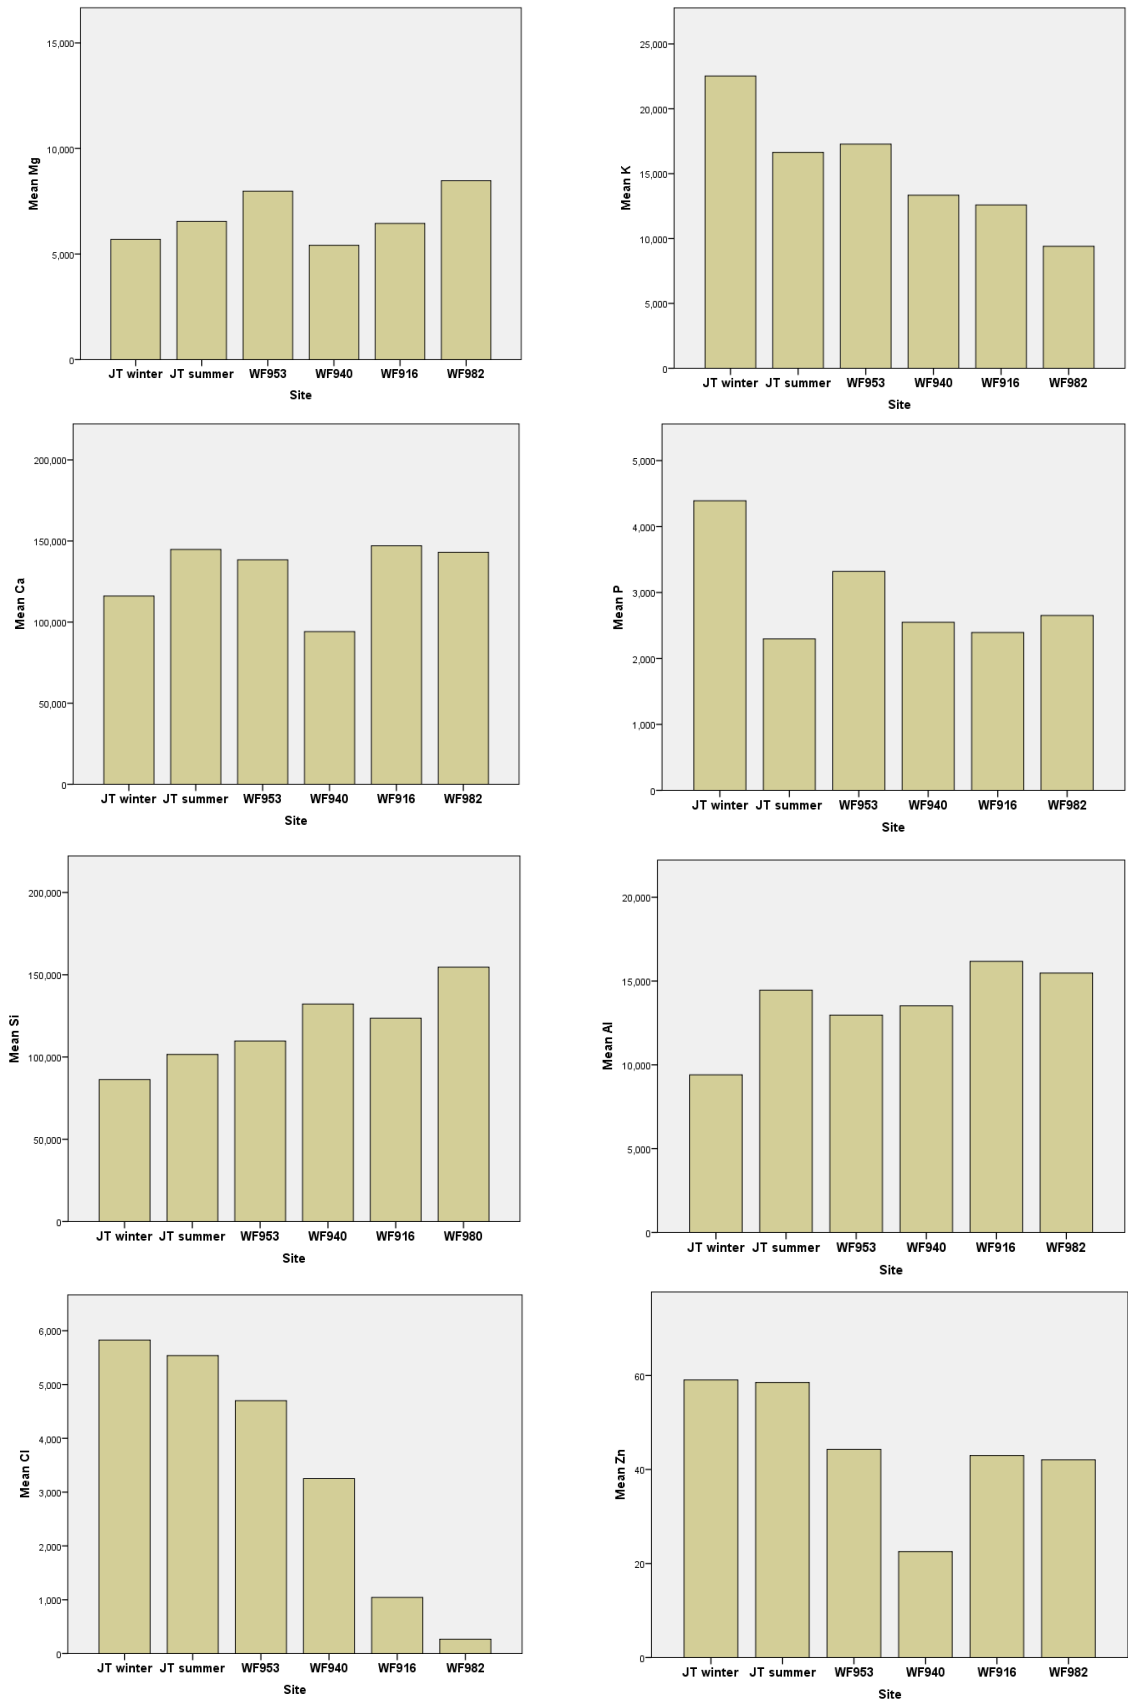 15,000
10,000
5,000
0
Mean Mg
JT winter JT summer WF953 WF940 WF916 WF982
Site
25,000
20,000
15,000
10,000
5,000
0
Mean K
JT winter JT summer WF953 WF940 WF916 WF982
Site
200,000
150,000
100,000
50,000
0
Mean Ca
JT winter JT summer WF953 WF940 WF916 WF982
Site
5,000
4,000
3,000
2,000
1,000
0
Mean P
JT winter JT summer WF953 WF940 WF916 WF982
Site
200,000
150,000
100,000
50,000
0
Mean Si
JT winter JT summer WF953 WF940 WF916 WF980
Site
20,000
15,000
10,000
5,000
0
Mean Al
JT winter JT summer WF953 WF940 WF916 WF982
Site
6,000
5,000
4,000
3,000
2,000
1,000
0
Mean Cl
JT winter JT summer WF953 WF940 WF916 WF982
Site
60
40
20
0
Mean Zn
JT winter JT summer WF953 WF940 WF916 WF982
Site